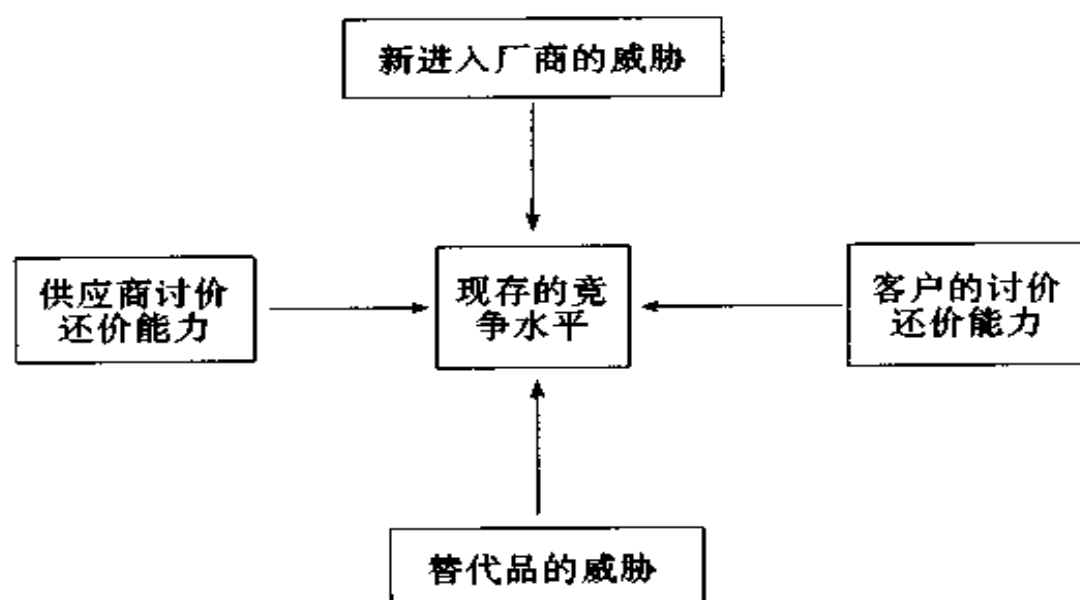 新进入厂商的威胁
供应商讨价
还价能力
现存的竞
争水平
客户的讨价
还价能力
替代品的威胁